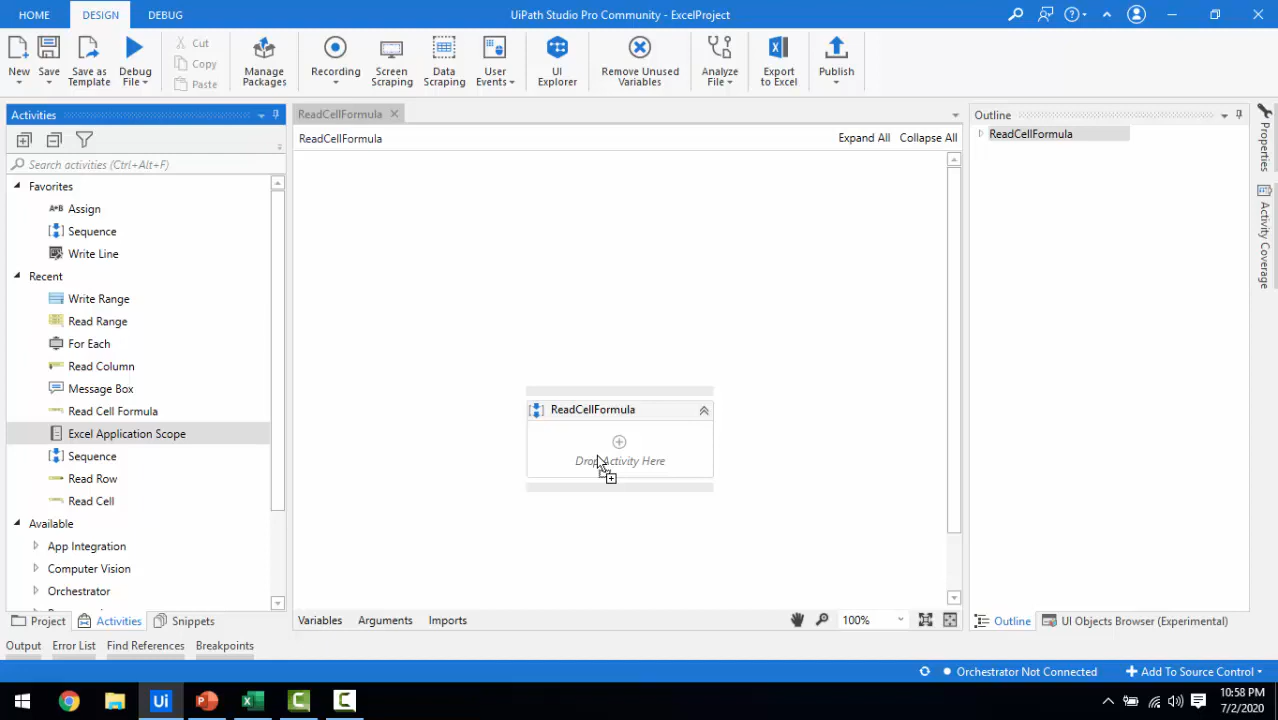 HOME DESIGN DEBUG UiPath Studio Pro Community - ExcelProject
New Save Save as Template Debug File Cut Copy Paste Manage Packages Recording Screen Scraping Data Scraping User Events UI Explorer Remove Unused Variables Analyze File Export to Excel Publish
Activities
Search activities (Ctrl+Alt+F)
Favorites
Assign
Sequence
Write Line
Recent
Write Range
Read Range
For Each
Read Column
Message Box
Read Cell Formula
Excel Application Scope
Sequence
Read Row
Read Cell
Available
App Integration
Computer Vision
Orchestrator
Project Activities Snippets
ReadCellFormula
ReadCellFormula Expand All Collapse All
ReadCellFormula
Drop Activity Here
Variables Arguments Imports 100%
Outline
ReadCellFormula
Outline UI Objects Browser (Experimental)
Properties
Activity Coverage
Output Error List Find References Breakpoints
Orchestrator Not Connected Add To Source Control
Ui
10:58 PM
7/2/2020